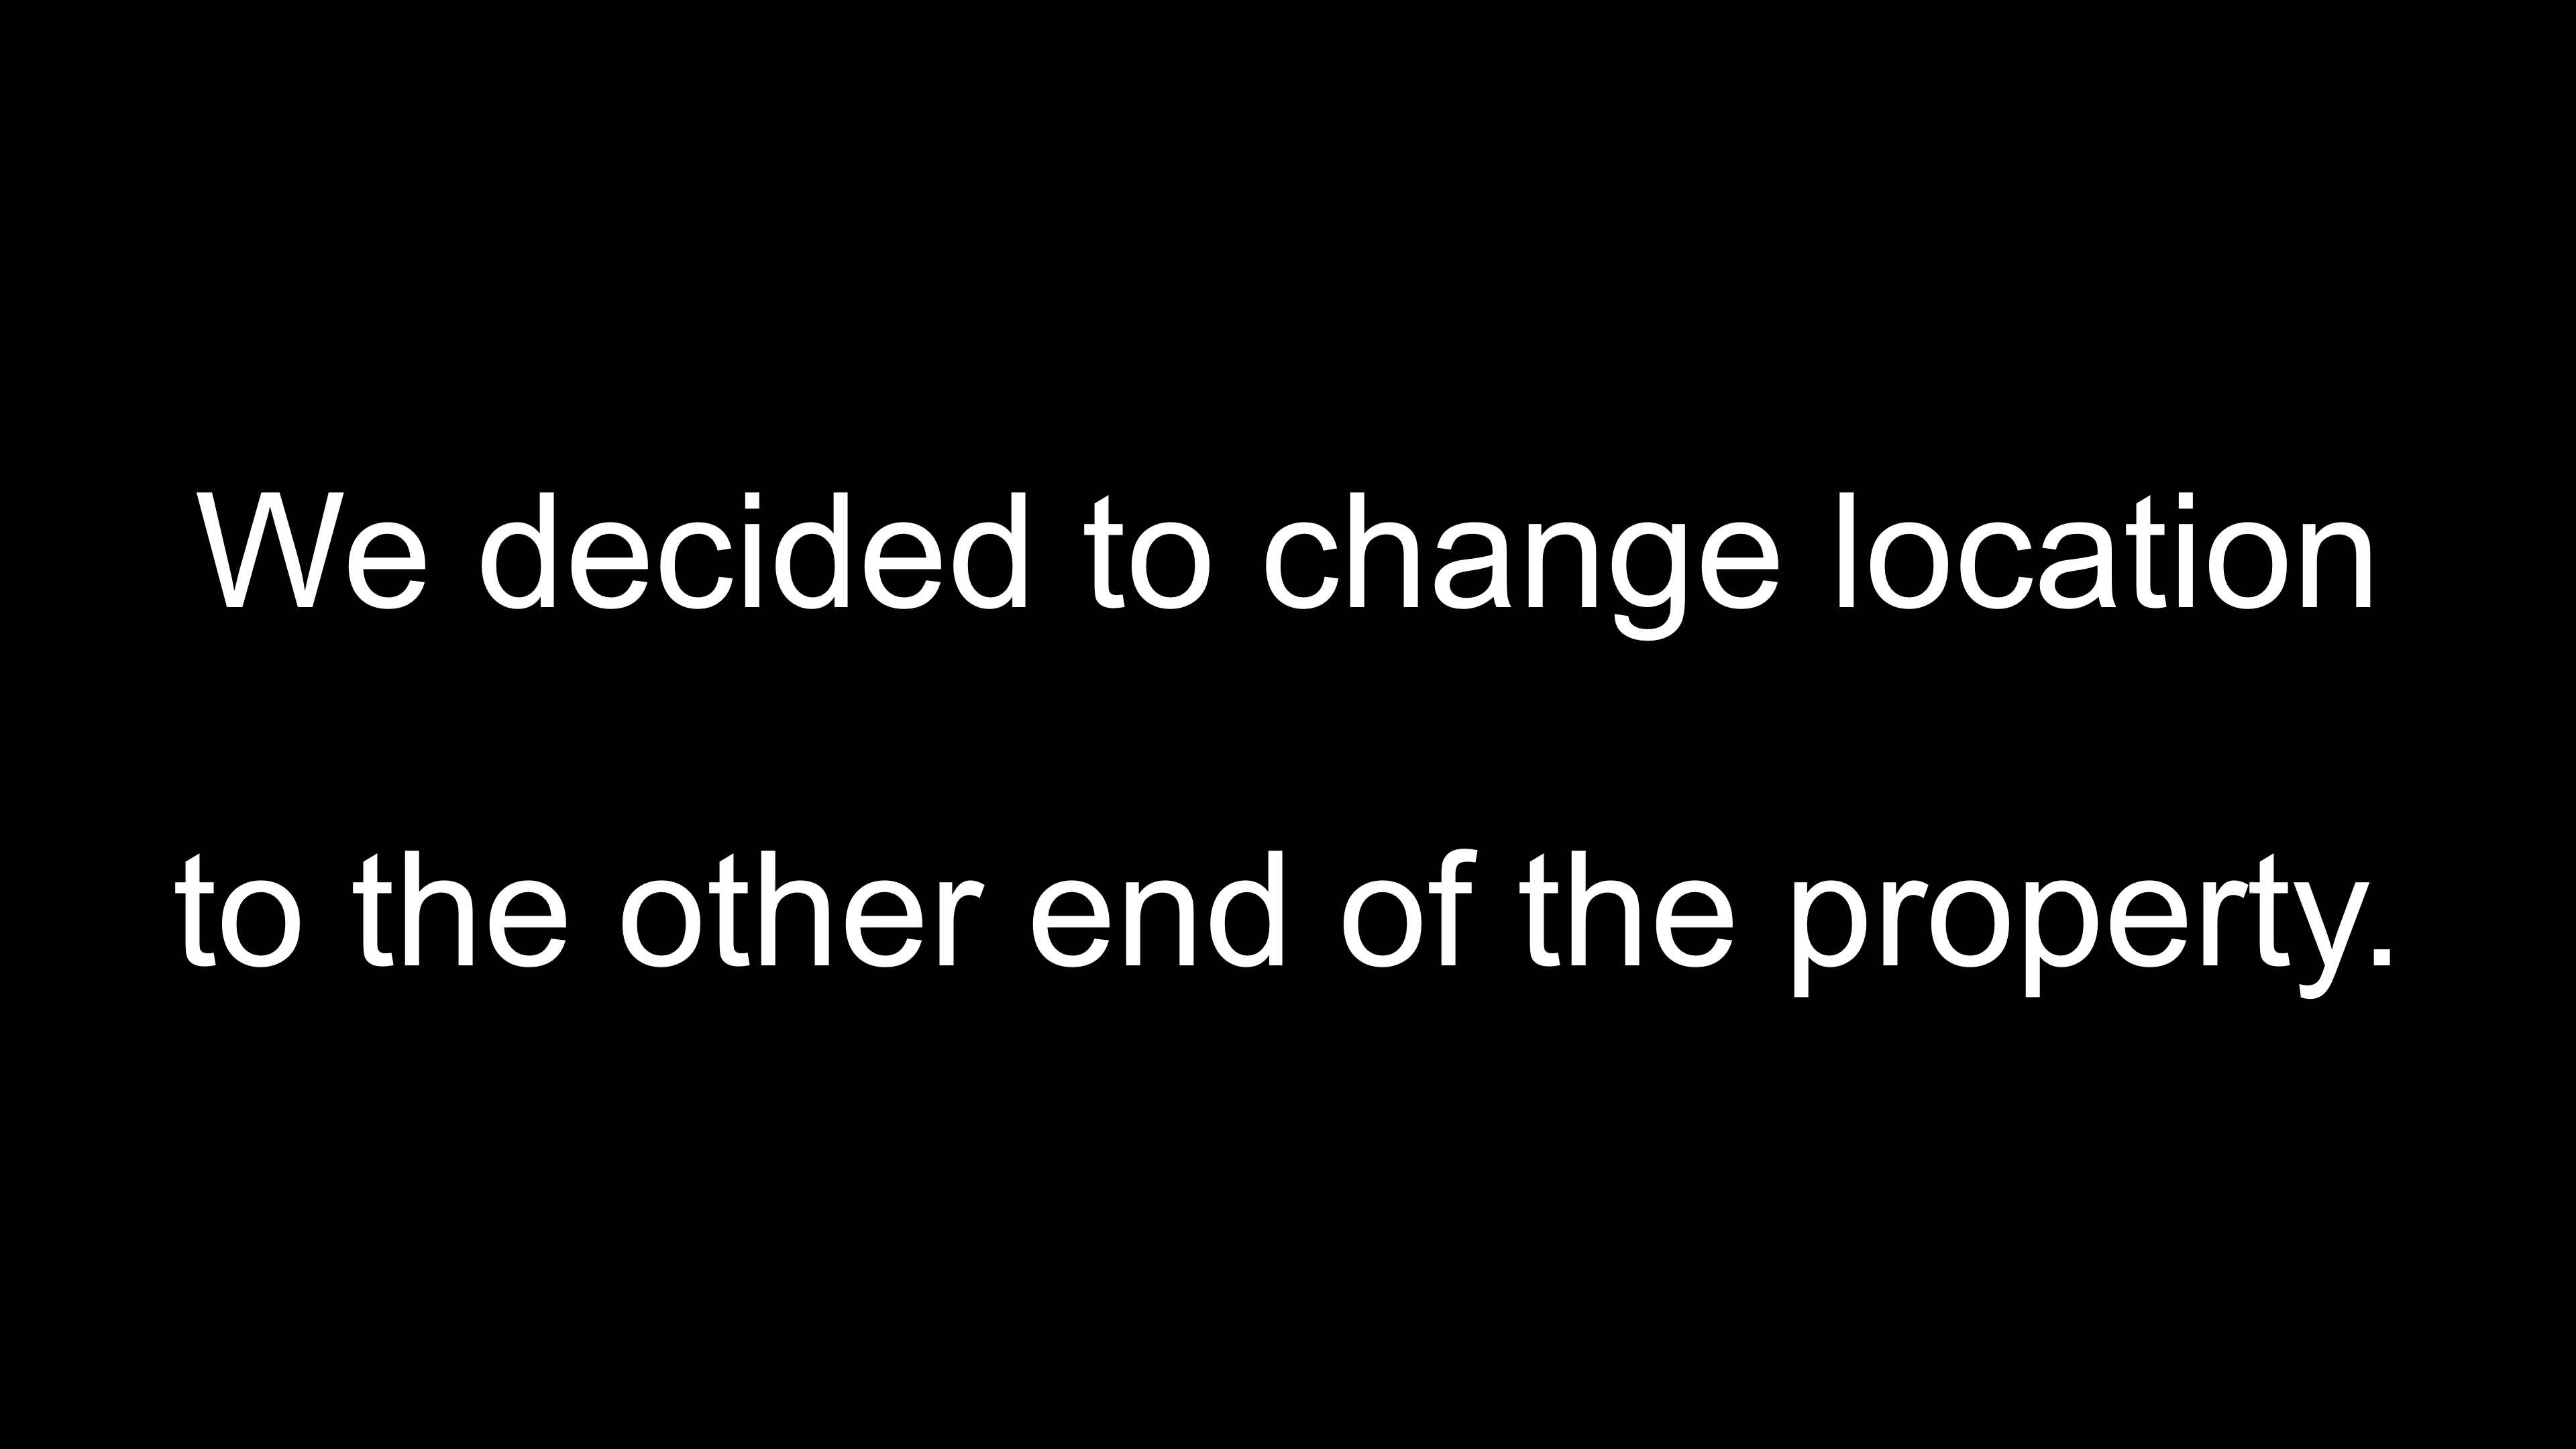 We decided to change location
to the other end of the property.